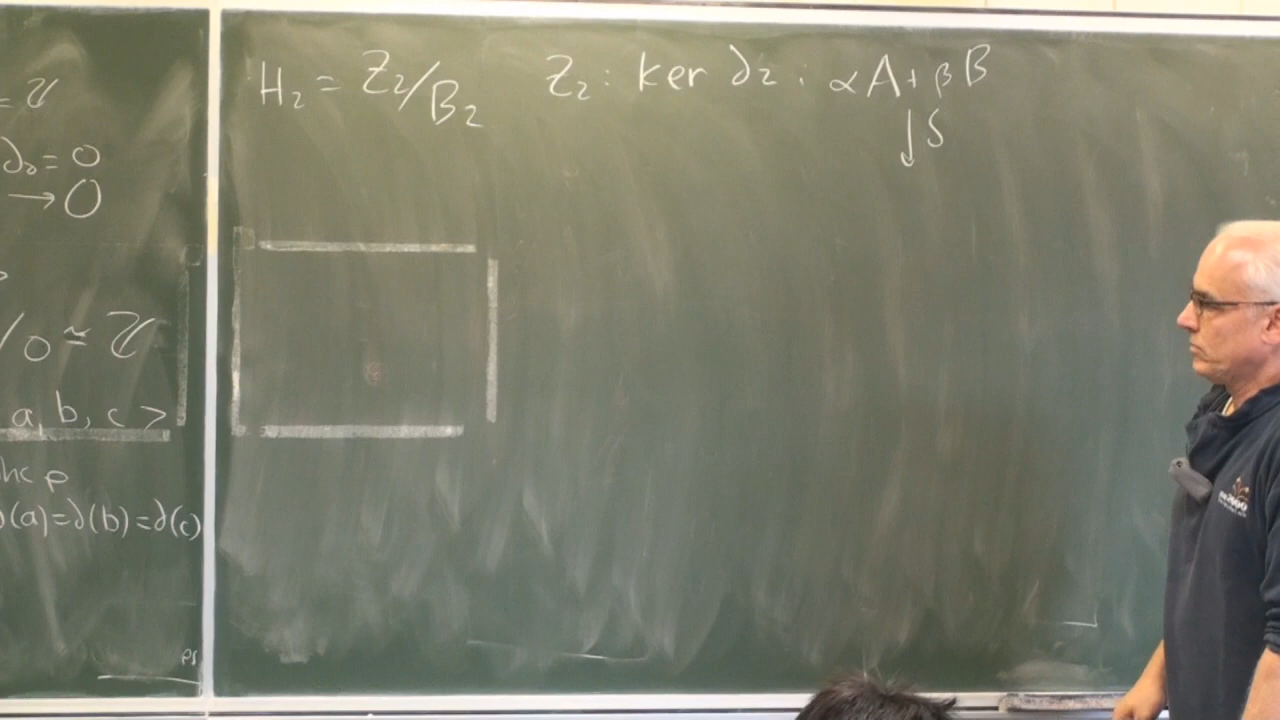 = ℤ
∂₀ = 0
→ 0
/0 ≃ ℤ
a, b, c >
∂(a)=∂(b)=∂(c)
H₂ = Z₂/B₂ Z₂: ker ∂₂ : αA + βB
↓ S